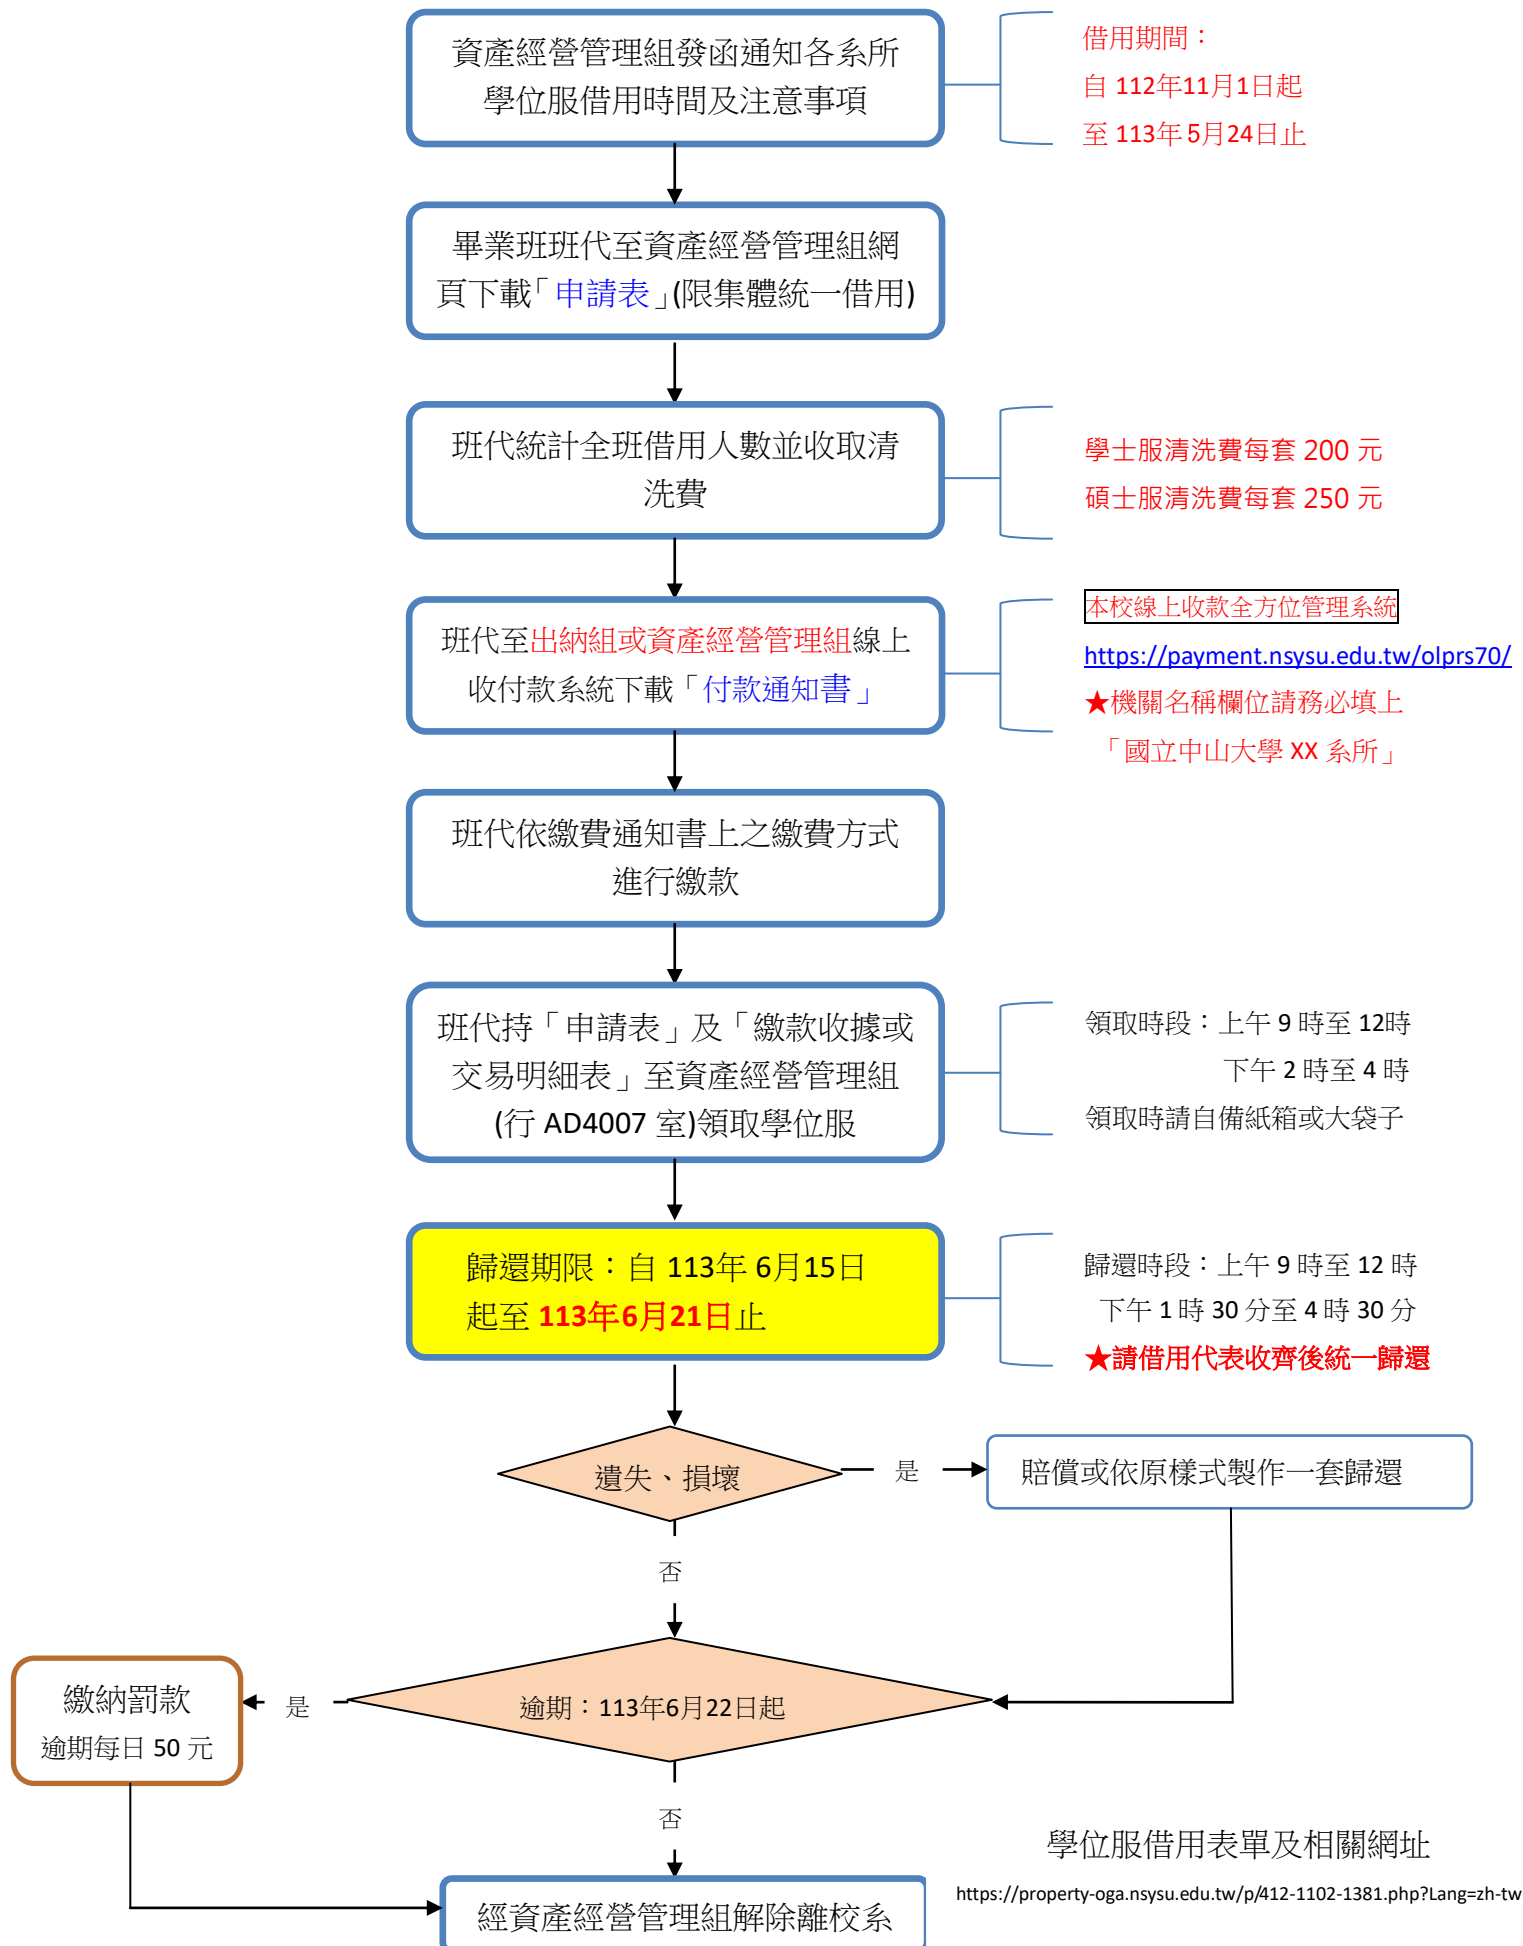 資產經營管理組發函通知各系所
學位服借用時間及注意事項
借用期間：
自 112年11月1日起
至 113年 5月24日止
畢業班班代至資產經營管理組網
頁下載「申請表」(限集體統一借用)
班代統計全班借用人數並收取清
洗費
學士服清洗費每套 200 元
碩士服清洗費每套 250 元
班代至出納組或資產經營管理組線上
收付款系統下載「付款通知書」
本校線上收款全方位管理系統
https://payment.nsysu.edu.tw/olprs70/
★機關名稱欄位請務必填上
「國立中山大學 XX 系所」
班代依繳費通知書上之繳費方式
進行繳款
班代持「申請表」及「繳款收據或
交易明細表」至資產經營管理組
(行 AD4007 室)領取學位服
領取時段：上午 9 時至 12時
下午 2 時至 4 時
領取時請自備紙箱或大袋子
歸還期限：自 113年 6月15日
起至 113年6月21日止
歸還時段：上午 9 時至 12 時
下午 1 時 30 分至 4 時 30 分
★請借用代表收齊後統一歸還
遺失、損壞
是
賠償或依原樣式製作一套歸還
否
逾期：113年6月22日起
是
繳納罰款
逾期每日 50 元
否
學位服借用表單及相關網址
https://property-oga.nsysu.edu.tw/p/412-1102-1381.php?Lang=zh-tw
經資產經營管理組解除離校系